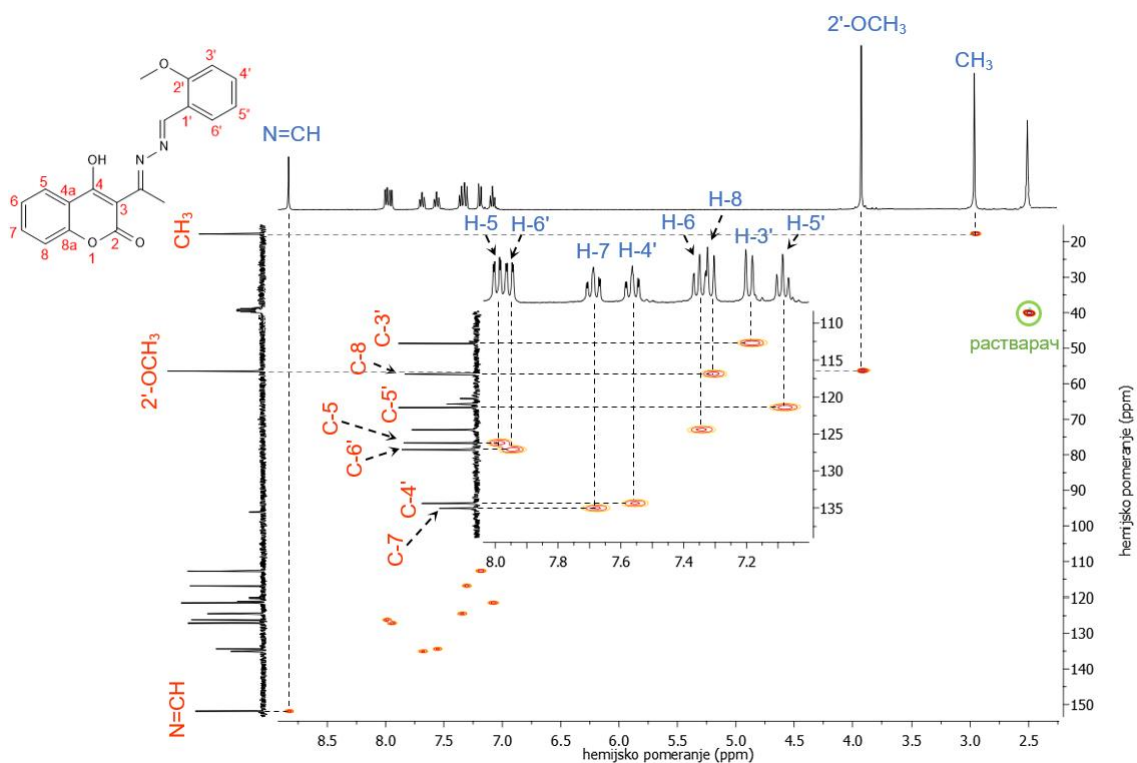 2'-OCH₃
CH₃
N=CH
3'
2'
4'
1'
5'
6'
O
N
N
OH
5
4
4a
6
3
7
8a
2
8
O
1
O
H-5
H-6'
H-7
H-4'
H-6
H-8
H-3'
H-5'
CH₃
2'-OCH₃
C-3'
C-8
C-5'
C-5
C-6'
C-4'
C-7
N=CH
растварач
110
115
120
125
130
135
8.0
7.8
7.6
7.4
7.2
20
30
40
50
60
70
80
90
100
110
120
130
140
150
hemijsko pomeranje (ppm)
8.5
8.0
7.5
7.0
6.5
6.0
5.5
5.0
4.5
4.0
3.5
3.0
2.5
hemijsko pomeranje (ppm)